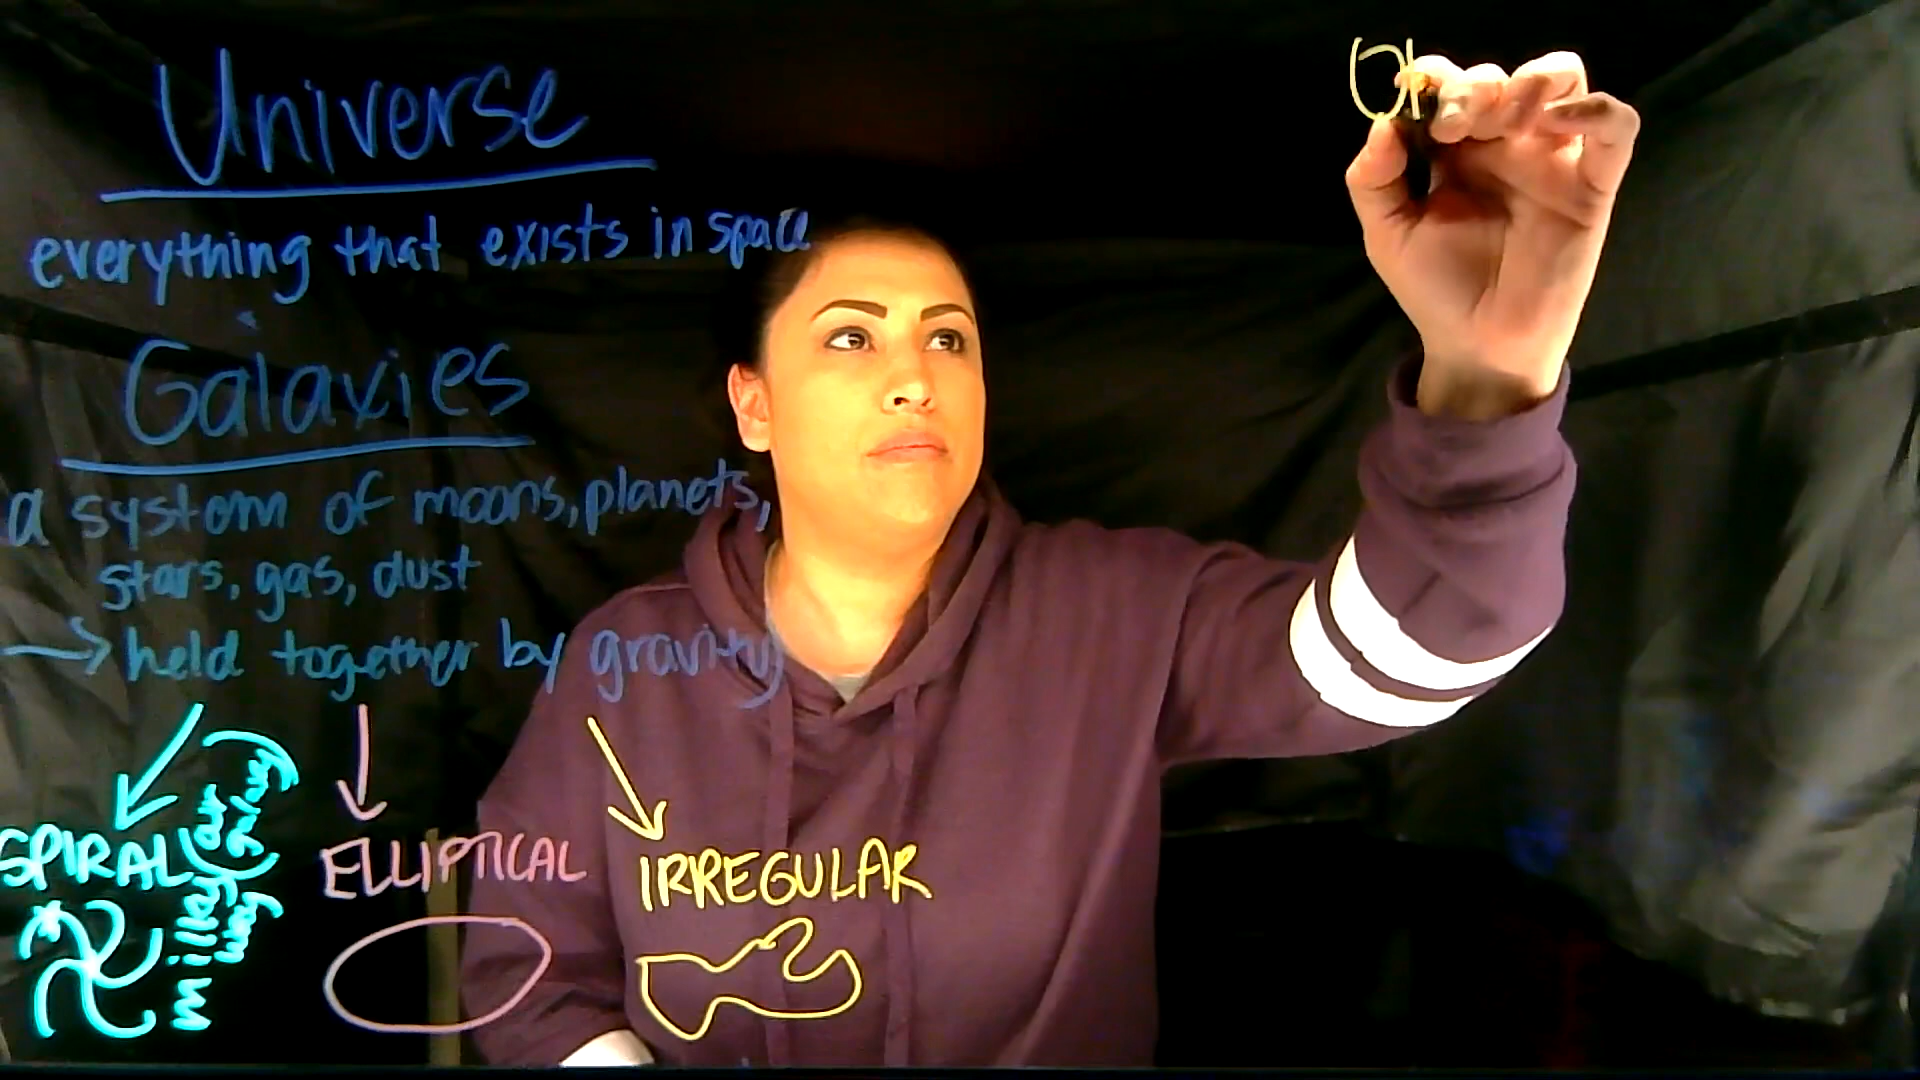 Universe
everything that exists in space
Galaxies
a system of moons, planets,
stars, gas, dust
→ held together by gravity
SPIRAL
milky way
(our galaxy)
ELLIPTICAL
IRREGULAR